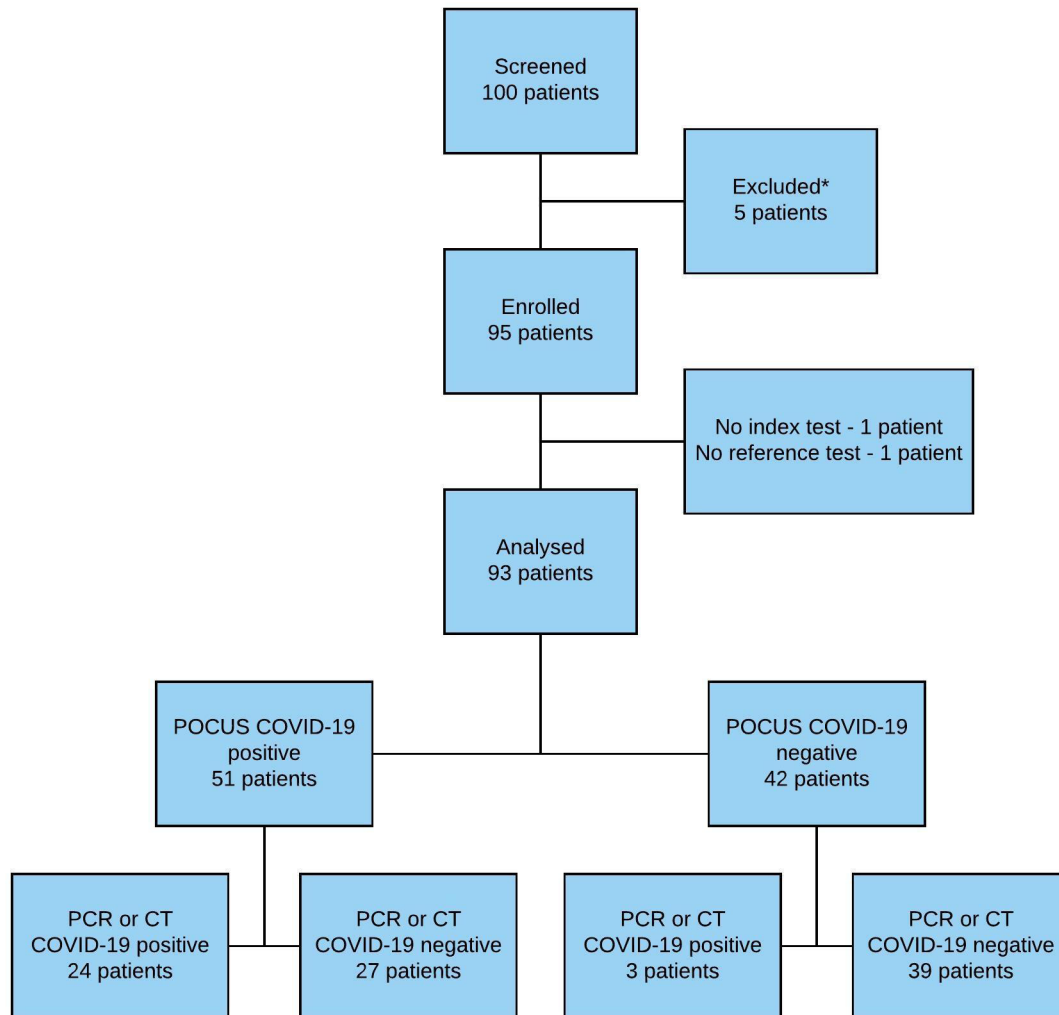 Screened
100 patients
Excluded*
5 patients
Enrolled
95 patients
No index test - 1 patient
No reference test - 1 patient
Analysed
93 patients
POCUS COVID-19
positive
51 patients
POCUS COVID-19
negative
42 patients
PCR or CT
COVID-19 positive
24 patients
PCR or CT
COVID-19 negative
27 patients
PCR or CT
COVID-19 positive
3 patients
PCR or CT
COVID-19 negative
39 patients